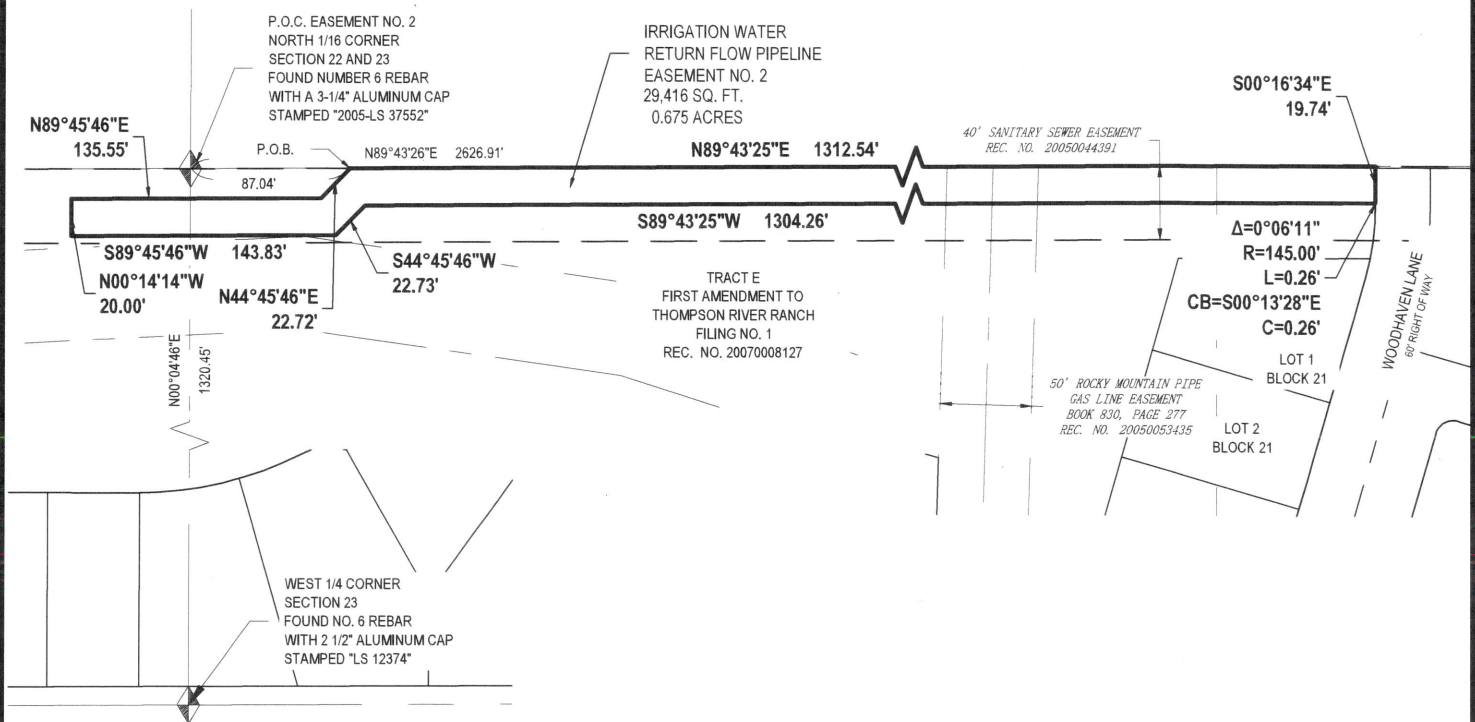 P.O.C. EASEMENT NO. 2
NORTH 1/16 CORNER
SECTION 22 AND 23
FOUND NUMBER 6 REBAR
WITH A 3-1/4" ALUMINUM CAP
STAMPED "2005-LS 37552"
IRRIGATION WATER
RETURN FLOW PIPELINE
EASEMENT NO. 2
29,416 SQ. FT.
0.675 ACRES
S00°16'34"E
19.74'
N89°45'46"E
135.55'
P.O.B.
N89°43'26"E 2626.91'
N89°43'25"E 1312.54'
40' SANITARY SEWER EASEMENT
REC. NO. 20050044391
87.04'
S89°43'25"W 1304.26'
S89°45'46"W 143.83'
N00°14'14"W
20.00'
N44°45'46"E
22.72'
S44°45'46"W
22.73'
Δ=0°06'11"
R=145.00'
L=0.26'
CB=S00°13'28"E
C=0.26'
TRACT E
FIRST AMENDMENT TO
THOMPSON RIVER RANCH
FILING NO. 1
REC. NO. 20070008127
N00°04'46"E
1320.45'
WOODHAVEN LANE
60' RIGHT OF WAY
LOT 1
BLOCK 21
50' ROCKY MOUNTAIN PIPE
GAS LINE EASEMENT
BOOK 830, PAGE 277
REC. NO. 20050053435
LOT 2
BLOCK 21
WEST 1/4 CORNER
SECTION 23
FOUND NO. 6 REBAR
WITH 2 1/2" ALUMINUM CAP
STAMPED "LS 12374"